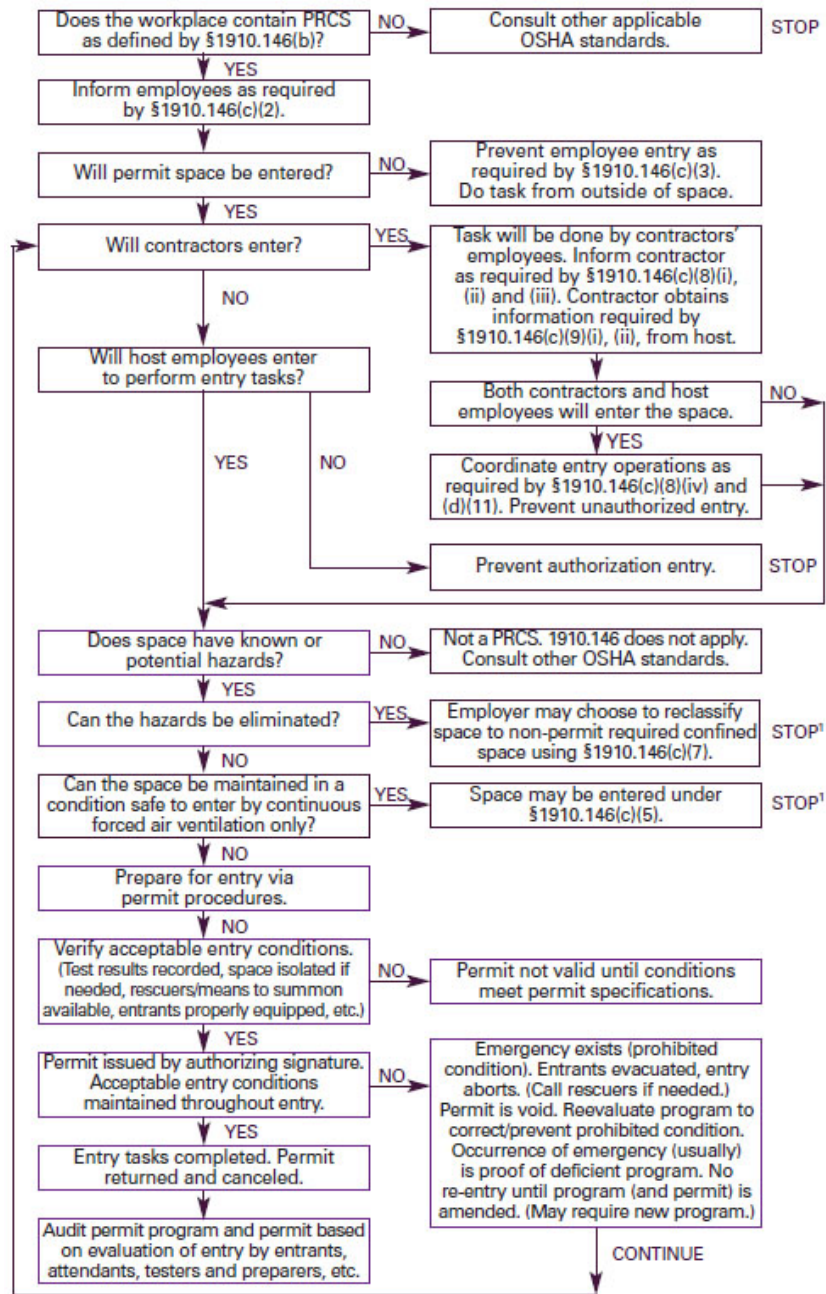 Does the workplace contain PRCS
as defined by §1910.146(b)?
NO
Consult other applicable
OSHA standards.
STOP
YES
Inform employees as required
by §1910.146(c)(2).
Will permit space be entered?
NO
Prevent employee entry as
required by §1910.146(c)(3).
Do task from outside of space.
YES
Will contractors enter?
YES
Task will be done by contractors'
employees. Inform contractor
as required by §1910.146(c)(8)(i),
(ii) and (iii). Contractor obtains
information required by
§1910.146(c)(9)(i), (ii), from host.
NO
Will host employees enter
to perform entry tasks?
Both contractors and host
employees will enter the space.
NO
YES
Coordinate entry operations as
required by §1910.146(c)(8)(iv) and
(d)(11). Prevent unauthorized entry.
YES
NO
Prevent authorization entry.
STOP
Does space have known or
potential hazards?
NO
Not a PRCS. 1910.146 does not apply.
Consult other OSHA standards.
YES
Can the hazards be eliminated?
YES
Employer may choose to reclassify
space to non-permit required confined
space using §1910.146(c)(7).
STOP¹
NO
Can the space be maintained in a
condition safe to enter by continuous
forced air ventilation only?
YES
Space may be entered under
§1910.146(c)(5).
STOP¹
NO
Prepare for entry via
permit procedures.
NO
Verify acceptable entry conditions.
(Test results recorded, space isolated if
needed, rescuers/means to summon
available, entrants properly equipped, etc.)
NO
Permit not valid until conditions
meet permit specifications.
YES
Permit issued by authorizing signature.
Acceptable entry conditions
maintained throughout entry.
NO
Emergency exists (prohibited
condition). Entrants evacuated, entry
aborts. (Call rescuers if needed.)
Permit is void. Reevaluate program to
correct/prevent prohibited condition.
Occurrence of emergency (usually)
is proof of deficient program. No
re-entry until program (and permit) is
amended. (May require new program.)
YES
Entry tasks completed. Permit
returned and canceled.
Audit permit program and permit based
on evaluation of entry by entrants,
attendants, testers and preparers, etc.
CONTINUE